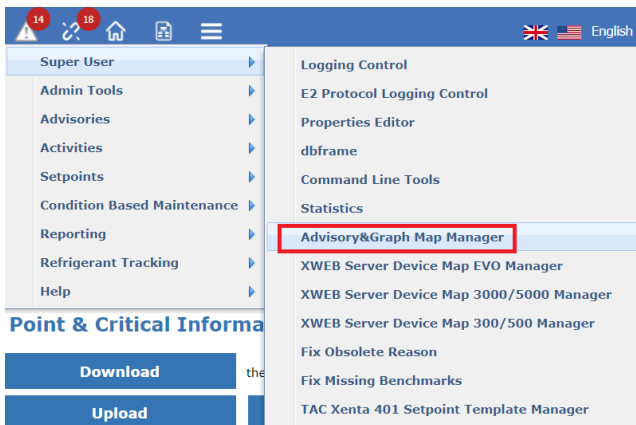 14
18
English
Super User
Admin Tools
Advisories
Activities
Setpoints
Condition Based Maintenance
Reporting
Refrigerant Tracking
Help
Logging Control
E2 Protocol Logging Control
Properties Editor
dbframe
Command Line Tools
Statistics
Advisory&Graph Map Manager
XWEB Server Device Map EVO Manager
XWEB Server Device Map 3000/5000 Manager
XWEB Server Device Map 300/500 Manager
Fix Obsolete Reason
Fix Missing Benchmarks
TAC Xenta 401 Setpoint Template Manager
Point & Critical Informa
Download
the
Upload